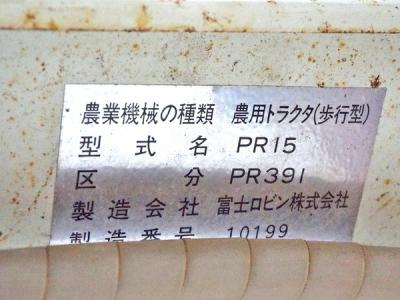 農業機械の種類 農用トラクタ(歩行型)
型式名 PR15
区分 PR391
製造会社 富士ロビン株式会社
製造番号 10199